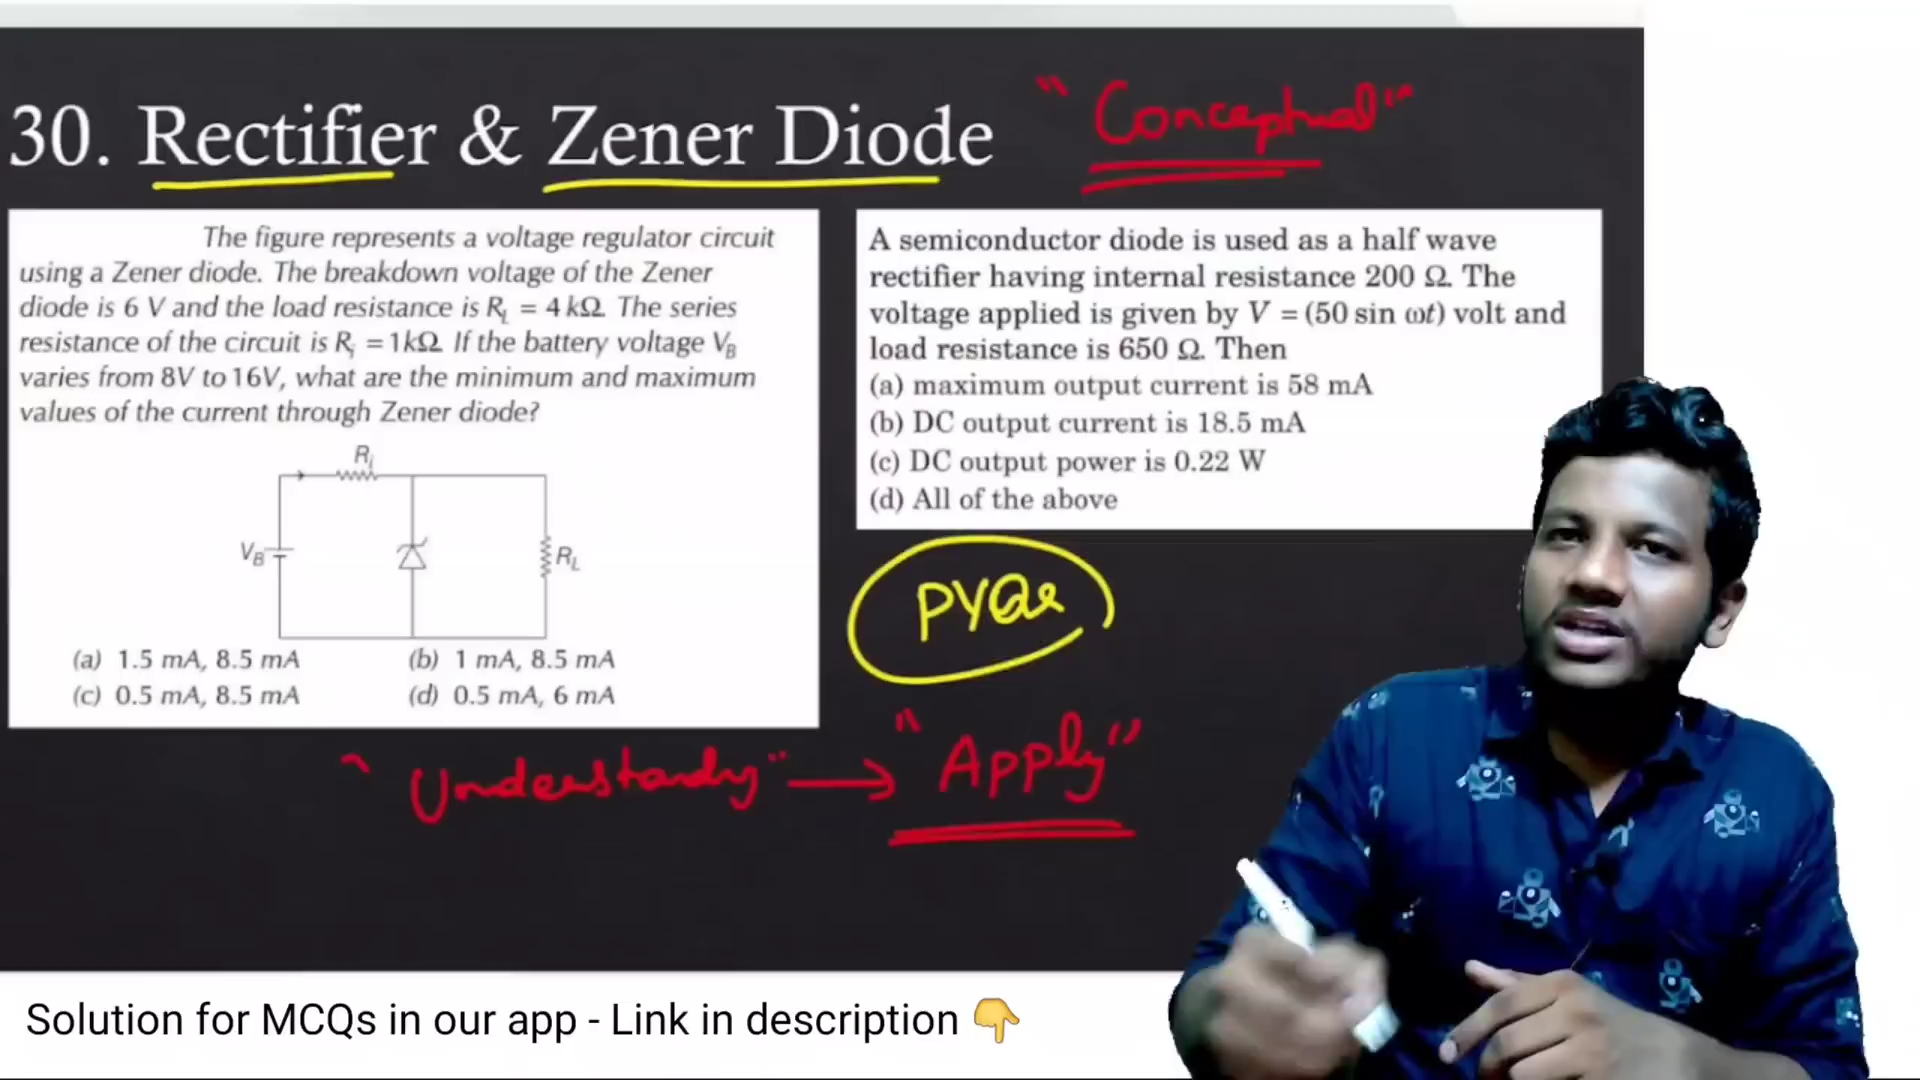 30. Rectifier & Zener Diode
"Conceptual"
The figure represents a voltage regulator circuit
using a Zener diode. The breakdown voltage of the Zener
diode is 6 V and the load resistance is R_L = 4 kΩ. The series
resistance of the circuit is R_i = 1kΩ. If the battery voltage V_B
varies from 8V to 16V, what are the minimum and maximum
values of the current through Zener diode?
R_i
V_B
R_L
(a) 1.5 mA, 8.5 mA
(b) 1 mA, 8.5 mA
(c) 0.5 mA, 8.5 mA
(d) 0.5 mA, 6 mA
A semiconductor diode is used as a half wave
rectifier having internal resistance 200 Ω. The
voltage applied is given by V = (50 sin ωt) volt and
load resistance is 650 Ω. Then
(a) maximum output current is 58 mA
(b) DC output current is 18.5 mA
(c) DC output power is 0.22 W
(d) All of the above
PYQs
"Understandg" → "Apply"
Solution for MCQs in our app - Link in description 👇